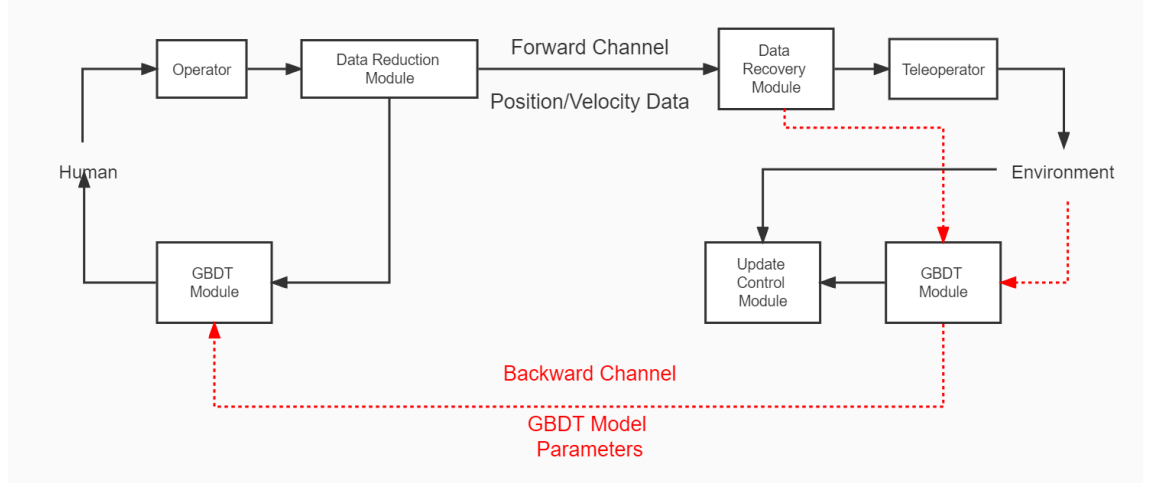 Operator
Data Reduction
Module
Forward Channel
Position/Velocity Data
Data
Recovery
Module
Teleoperator
Human
Environment
GBDT
Module
Update
Control
Module
GBDT
Module
Backward Channel
GBDT Model
Parameters